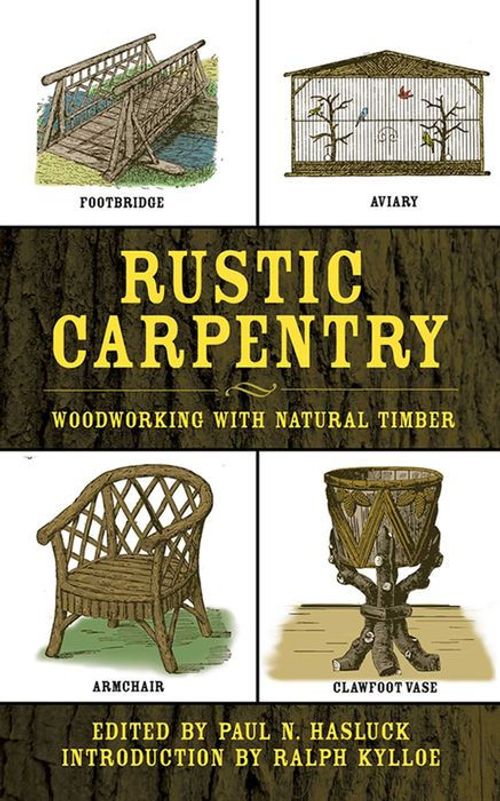 FOOTBRIDGE
AVIARY
RUSTIC
CARPENTRY
WOODWORKING WITH NATURAL TIMBER
ARMCHAIR
CLAWFOOT VASE
EDITED BY PAUL N. HASLUCK
INTRODUCTION BY RALPH KYLLOE